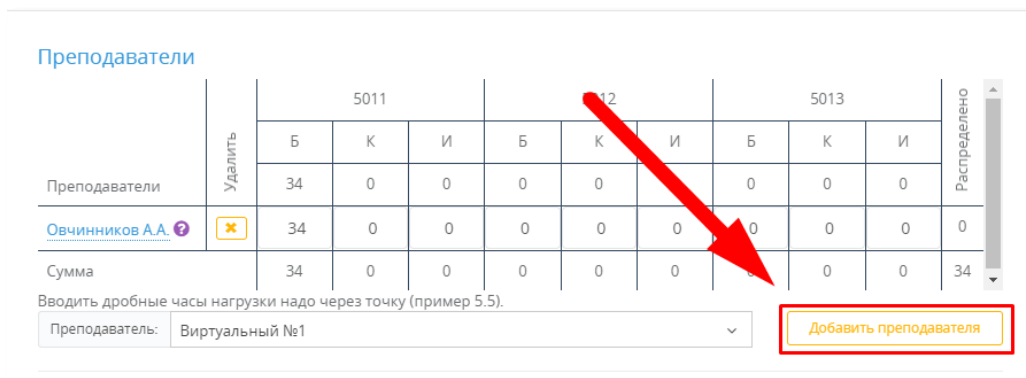 Преподаватели
5011 5013
Удалить Б К И Б К И Б К И Распределено
Преподаватели 34 0 0 0 0 0 0 0
Овчинников А.А. ? 34 0 0 0 0 0 0 0 0 0
Сумма 34 0 0 0 0 0 0 0 34
Вводить дробные часы нагрузки надо через точку (пример 5.5).
Преподаватель: Виртуальный №1 Добавить преподавателя